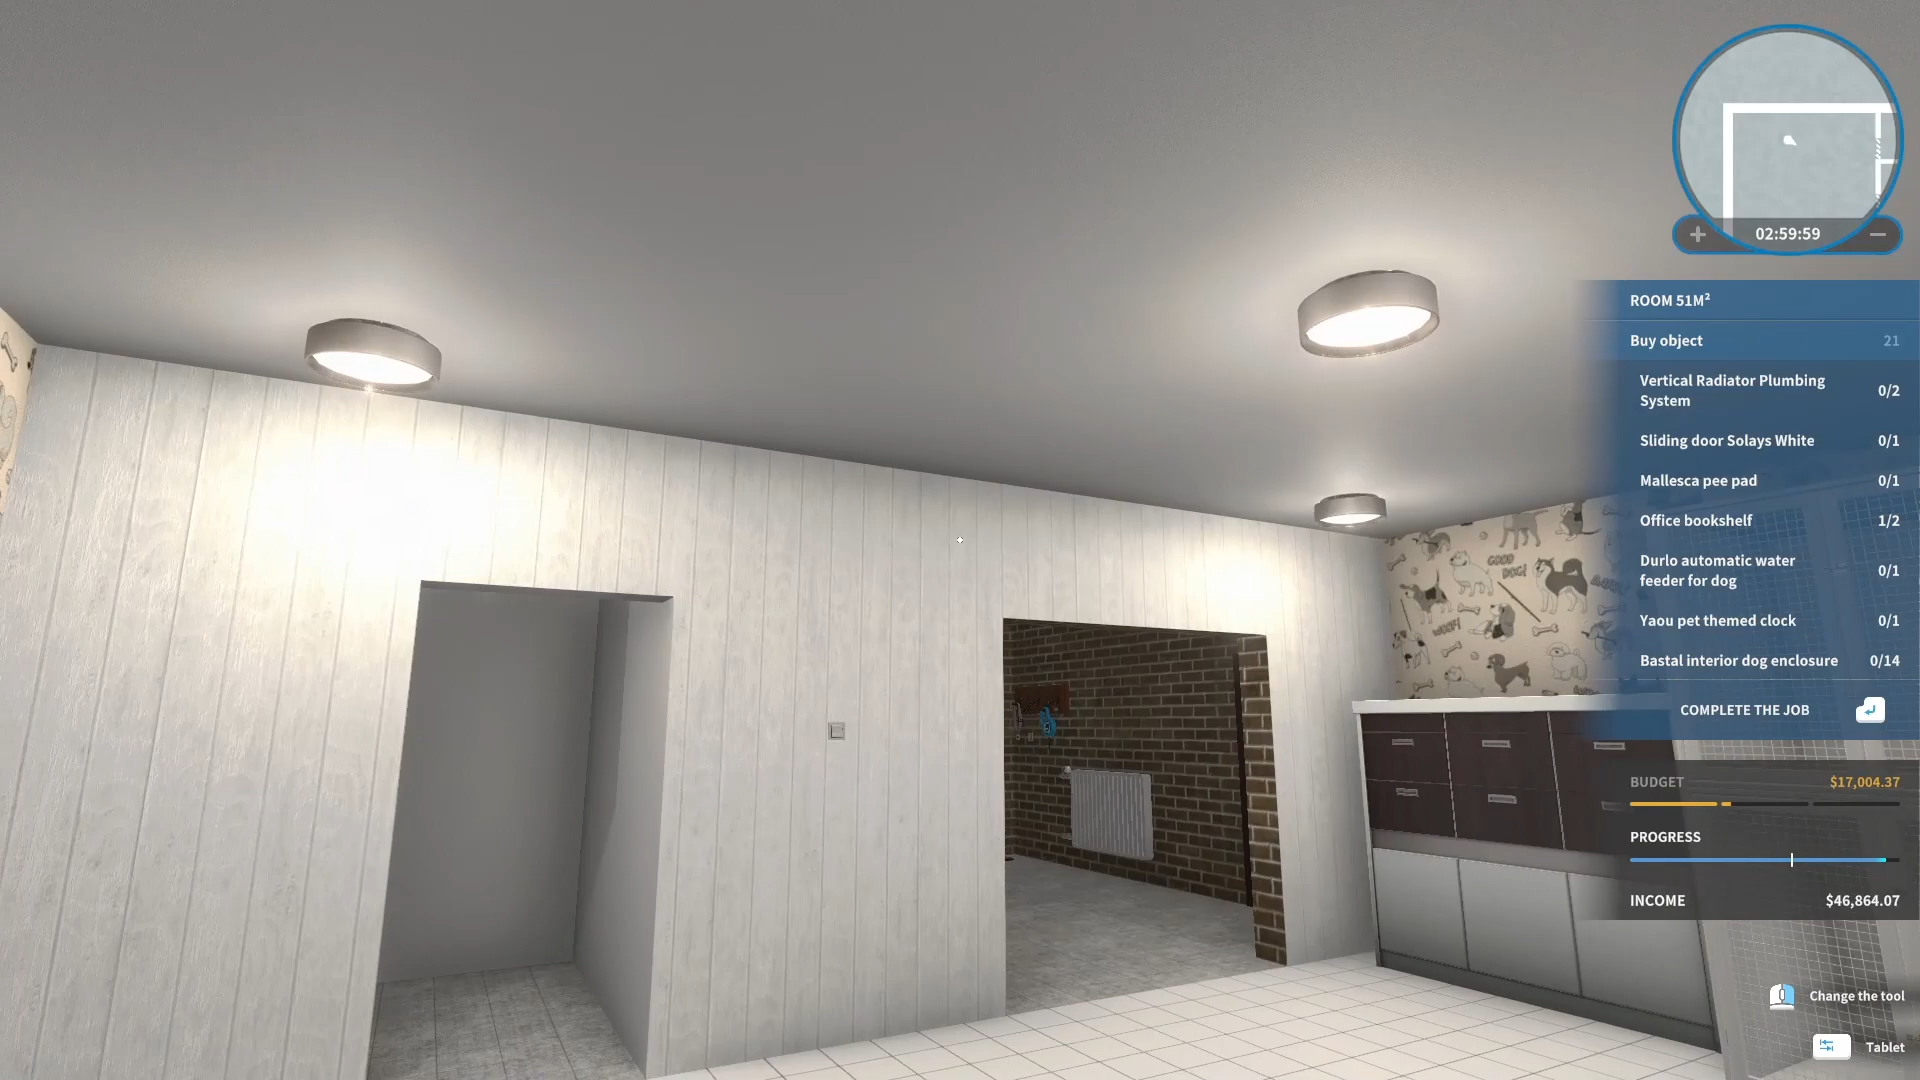 02:59:59
ROOM 51M²
Buy object 21
Vertical Radiator Plumbing
System 0/2
Sliding door Solays White 0/1
Mallesca pee pad 0/1
Office bookshelf 1/2
Durlo automatic water
feeder for dog 0/1
Yaou pet themed clock 0/1
Bastal interior dog enclosure 0/14
COMPLETE THE JOB
BUDGET $17,004.37
PROGRESS
INCOME $46,864.07
Change the tool
Tablet
GOOD
DOG!
WOOF!